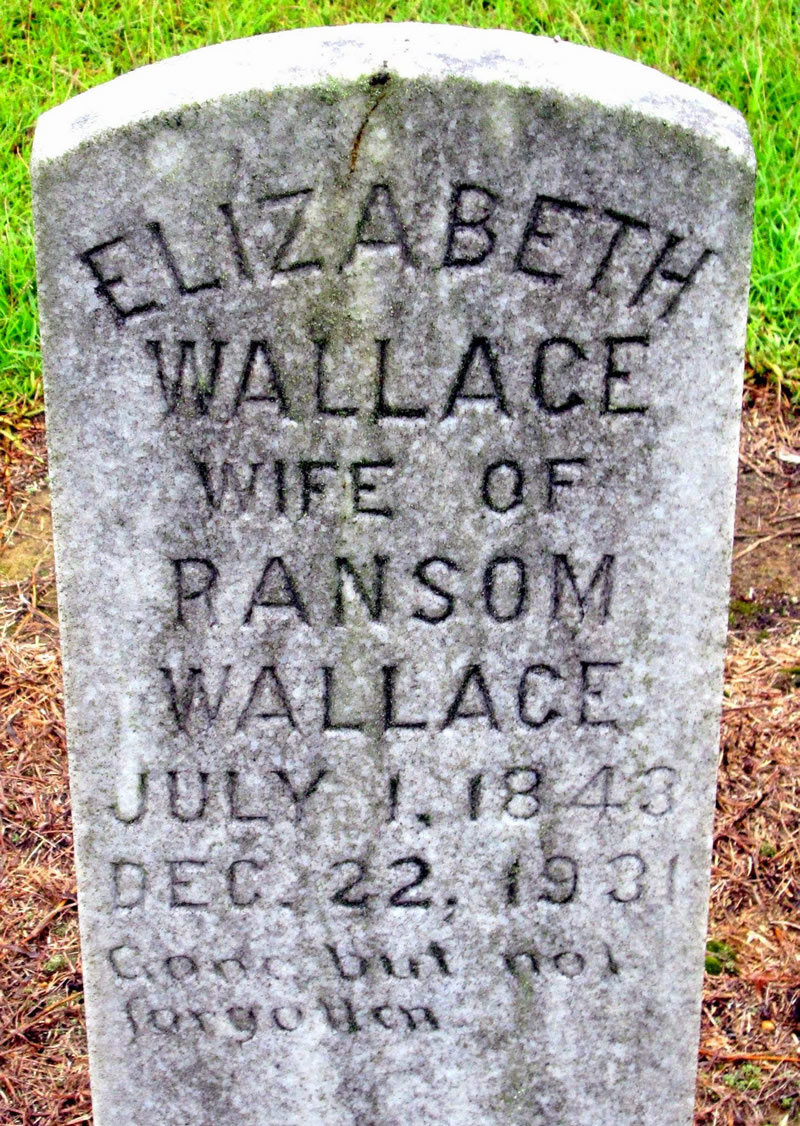 ELIZABETH
WALLACE
WIFE OF
RANSOM
WALLACE
JULY 1, 1843
DEC. 22, 1931
Gone but not
forgotten